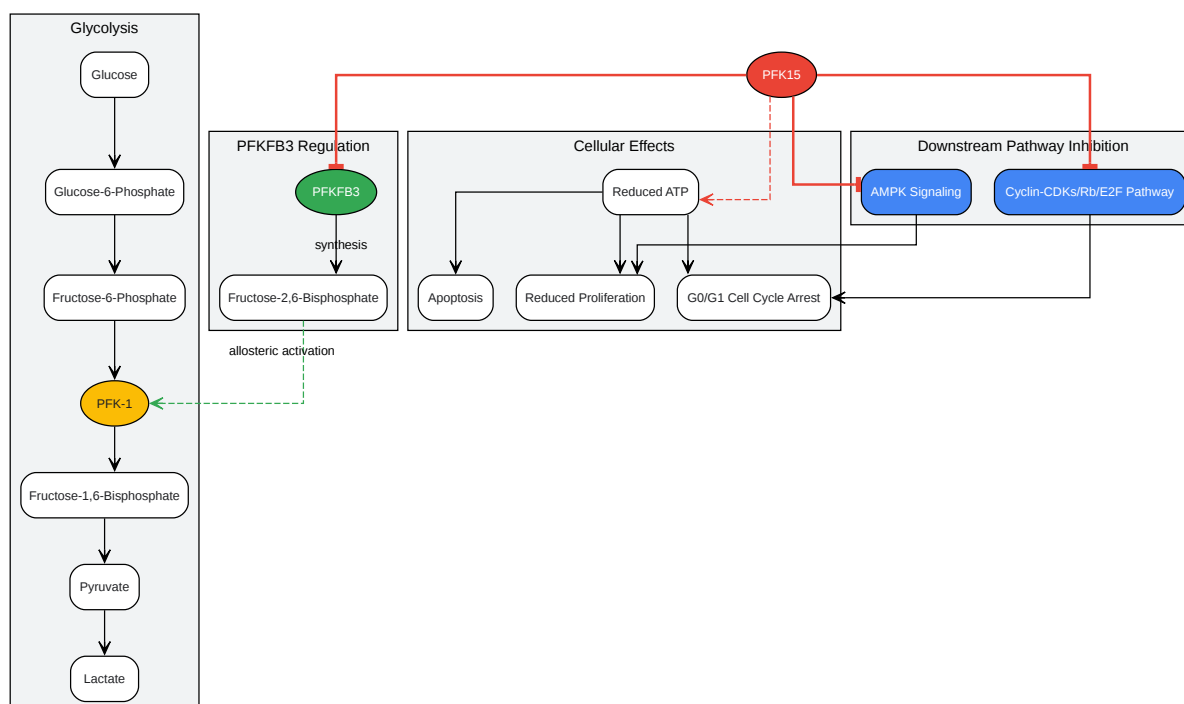 Glycolysis
Glucose
PFK15
PFKFB3 Regulation
Cellular Effects
Downstream Pathway Inhibition
Glucose-6-Phosphate
PFKFB3
Reduced ATP
AMPK Signaling
Cyclin-CDKs/Rb/E2F Pathway
synthesis
Fructose-6-Phosphate
Fructose-2,6-Bisphosphate
Apoptosis
Reduced Proliferation
G0/G1 Cell Cycle Arrest
allosteric activation
PFK-1
Fructose-1,6-Bisphosphate
Pyruvate
Lactate